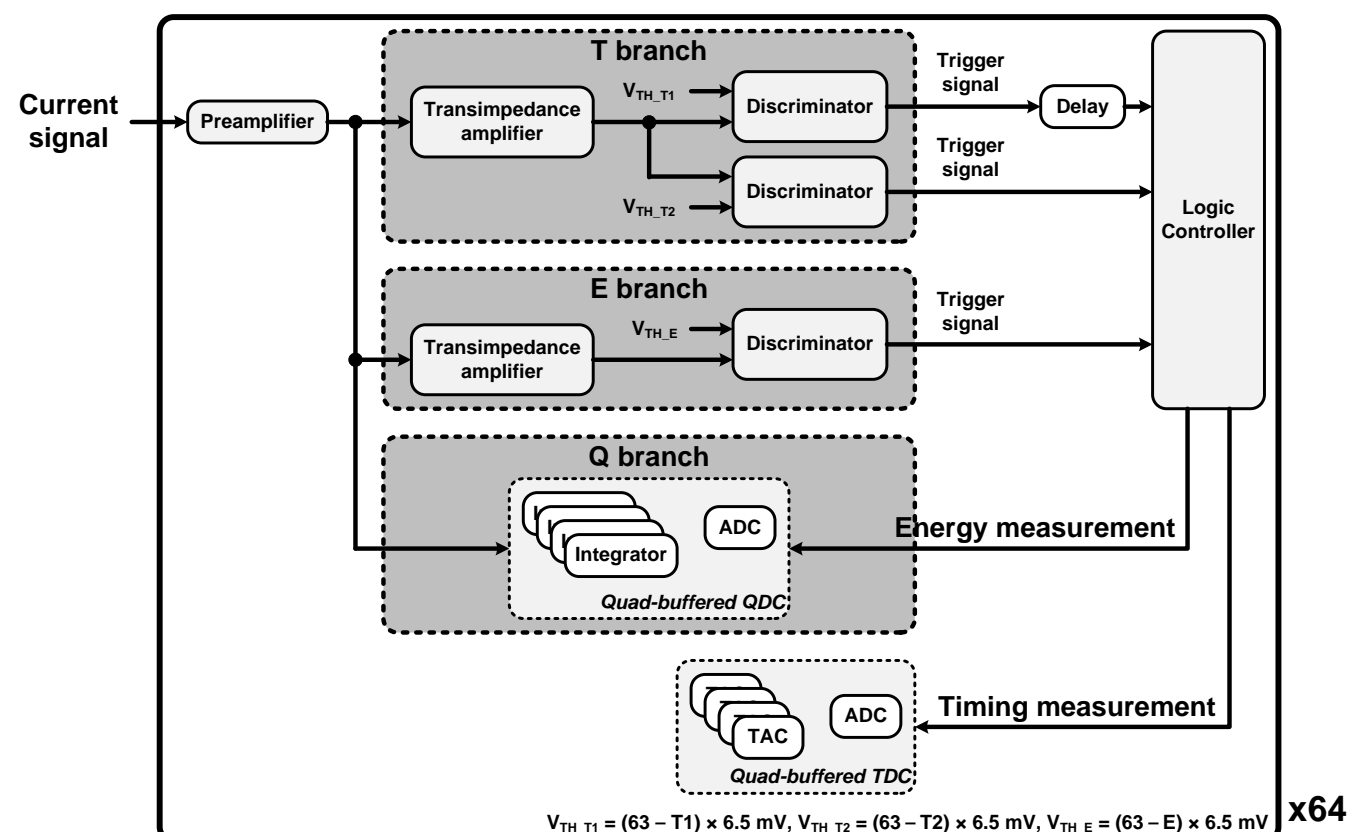 T branch
Current
signal
Preamplifier
Transimpedance
amplifier
V_TH_T1
Discriminator
Trigger
signal
Delay
V_TH_T2
Discriminator
Trigger
signal
Logic
Controller
E branch
Transimpedance
amplifier
V_TH_E
Discriminator
Trigger
signal
Q branch
Integrator
ADC
Quad-buffered QDC
Energy measurement
TAC
ADC
Quad-buffered TDC
Timing measurement
V_TH_T1 = (63 – T1) × 6.5 mV, V_TH_T2 = (63 – T2) × 6.5 mV, V_TH_E = (63 – E) × 6.5 mV
x64